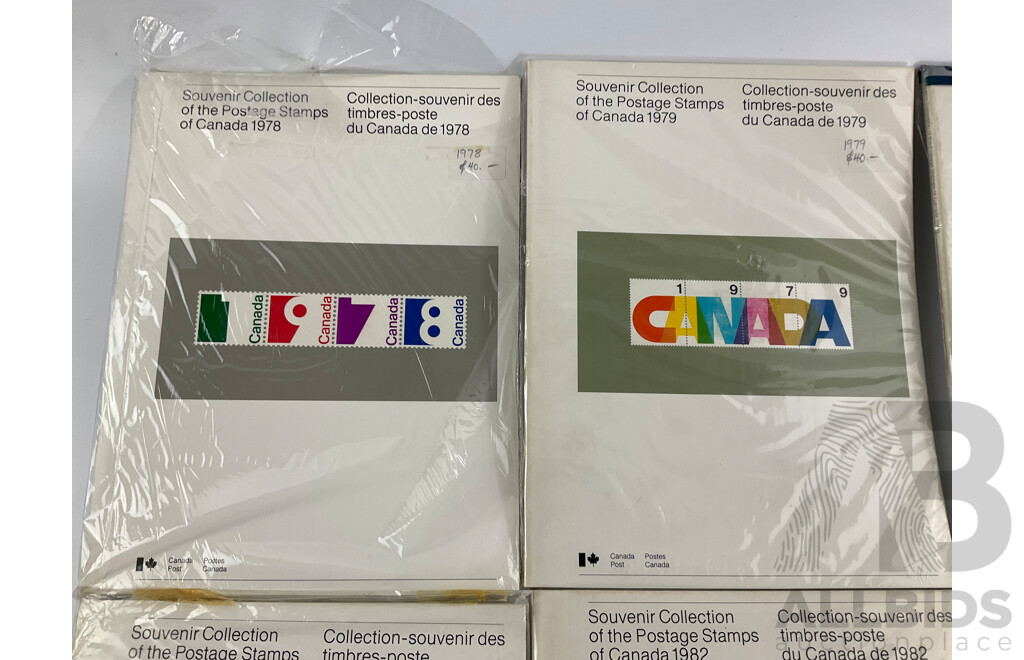 Souvenir Collection
of the Postage Stamps
of Canada 1978
Collection-souvenir des
timbres-poste
du Canada de 1978
1978
$40.—
1978
Canada
Canada
Canada
Canada
Canada
Post
Postes
Canada
Souvenir Collection
of the Postage Stamps
of Canada 1979
Collection-souvenir des
timbres-poste
du Canada de 1979
1979
$40.—
1 9 7 9
CANADA
Canada
Post
Postes
Canada
Souvenir Collection
of the Postage Stamps
Collection-souvenir des
timbres-poste
Souvenir Collection
of the Postage Stamps
of Canada 1982
Collection-souvenir des
timbres-poste
du Canada de 1982
AB
ALLBIDS